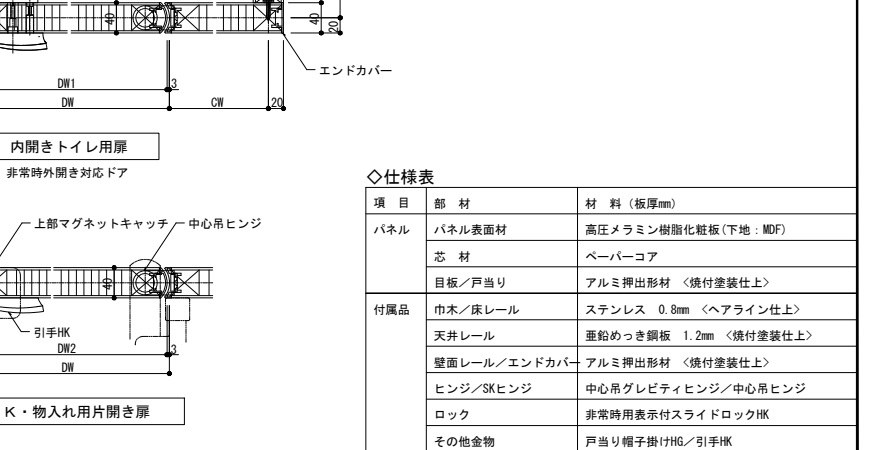 40
40
20
エンドカバー
DW1
3
DW
CW
20
内開きトイレ用扉
非常時外開き対応ドア
上部マグネットキャッチ
中心吊ヒンジ
40
引手HK
DW2
3
DW
K・物入れ用片開き扉
◇仕様表
項 目 部 材 材 料(板厚mm)
パネル パネル表面材 高圧メラミン樹脂化粧板(下地:MDF)
芯 材 ペーパーコア
目板/戸当り アルミ押出形材 <焼付塗装仕上>
付属品 巾木/床レール ステンレス 0.8mm <ヘアライン仕上>
天井レール 亜鉛めっき鋼板 1.2mm <焼付塗装仕上>
壁面レール/エンドカバー アルミ押出形材 <焼付塗装仕上>
ヒンジ/SKヒンジ 中心吊グレビティヒンジ/中心吊ヒンジ
ロック 非常時用表示付スライドロックHK
その他金物 戸当り帽子掛けHG/引手HK